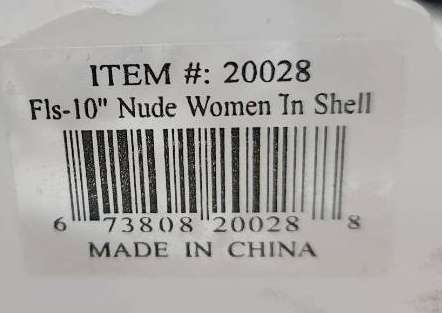 ITEM #: 20028
Fls-10" Nude Women In Shell
6 73808 20028 8
MADE IN CHINA